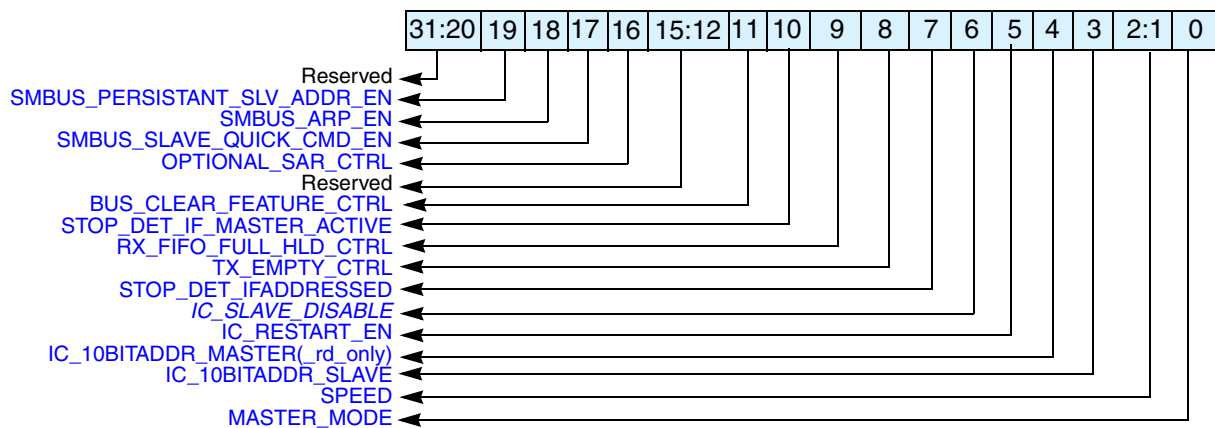 31:20 19 18 17 16 15:12 11 10 9 8 7 6 5 4 3 2:1 0
Reserved
SMBUS_PERSISTANT_SLV_ADDR_EN
SMBUS_ARP_EN
SMBUS_SLAVE_QUICK_CMD_EN
OPTIONAL_SAR_CTRL
Reserved
BUS_CLEAR_FEATURE_CTRL
STOP_DET_IF_MASTER_ACTIVE
RX_FIFO_FULL_HLD_CTRL
TX_EMPTY_CTRL
STOP_DET_IFADDRESSED
IC_SLAVE_DISABLE
IC_RESTART_EN
IC_10BITADDR_MASTER(_rd_only)
IC_10BITADDR_SLAVE
SPEED
MASTER_MODE